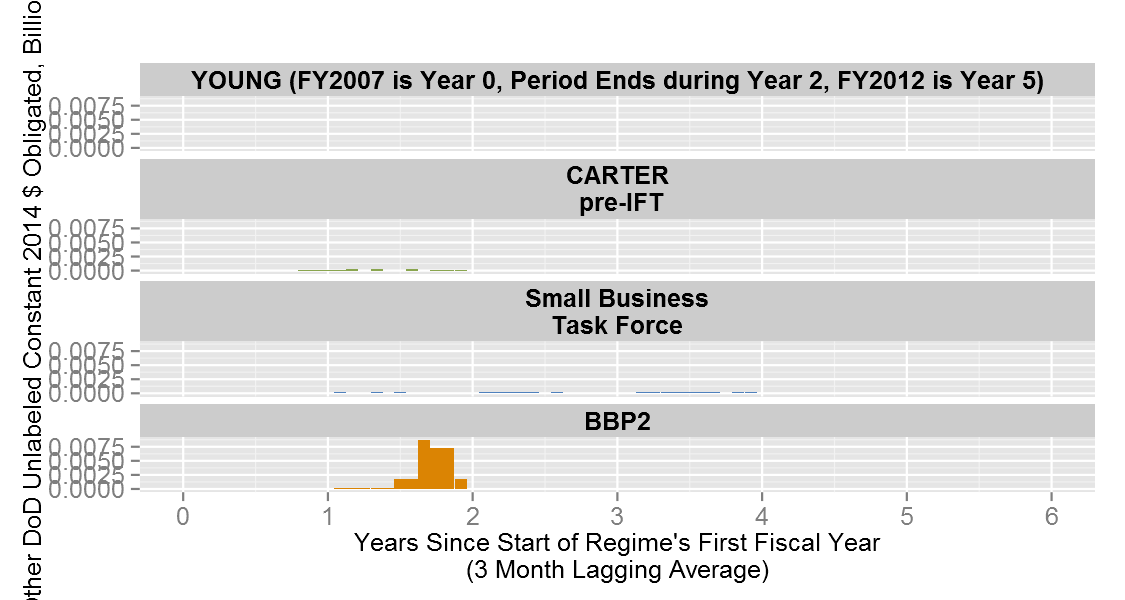 Other DoD Unlabeled Constant 2014 $ Obligated, Billio
YOUNG (FY2007 is Year 0, Period Ends during Year 2, FY2012 is Year 5)
0.0075
0.0050
0.0025
0.0000
CARTER
pre-IFT
0.0075
0.0050
0.0025
0.0000
Small Business
Task Force
0.0075
0.0050
0.0025
0.0000
BBP2
0.0075
0.0050
0.0025
0.0000
0 1 2 3 4 5 6
Years Since Start of Regime's First Fiscal Year
(3 Month Lagging Average)